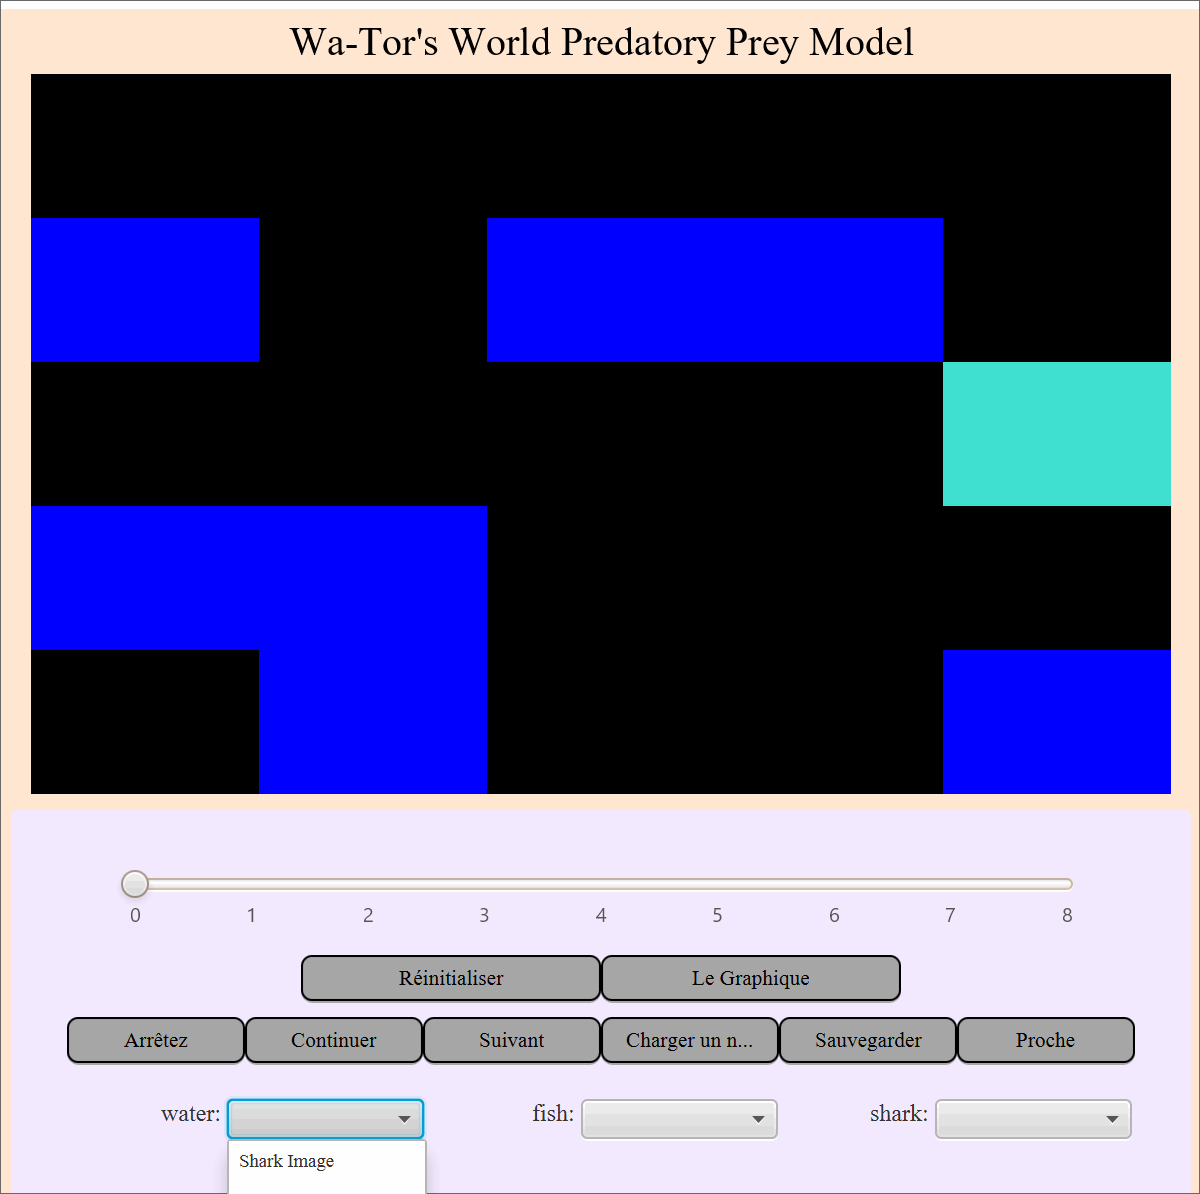 Wa-Tor's World Predatory Prey Model
0 1 2 3 4 5 6 7 8
Réinitialiser Le Graphique
Arrêtez Continuer Suivant Charger un n... Sauvegarder Proche
water: fish: shark:
Shark Image